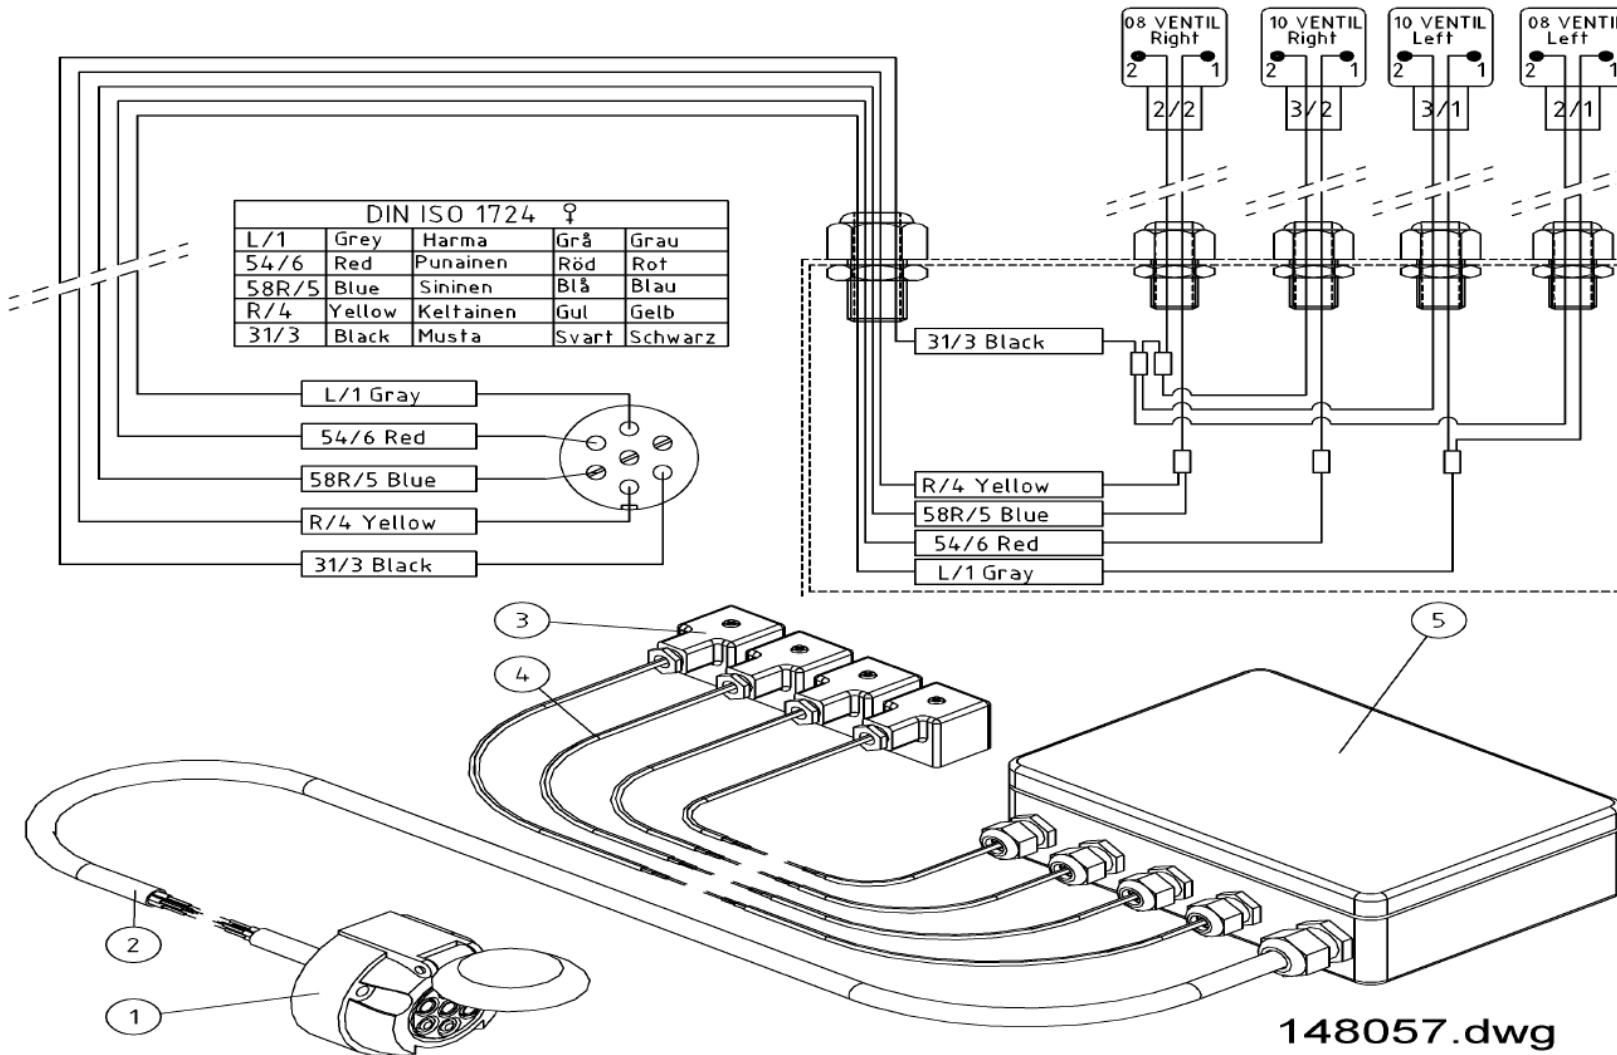 08 VENTIL 10 VENTIL 10 VENTIL 08 VENTIL
Right Right Left Left
2 1 2 1 2 1 2 1
2/2 3/2 3/1 2/1
DIN ISO 1724 ♀
L/1 Grey Harma Grå Grau
54/6 Red Punainen Röd Rot
58R/5 Blue Sininen Blå Blau
R/4 Yellow Keltainen Gul Gelb
31/3 Black Musta Svart Schwarz
31/3 Black
L/1 Gray
54/6 Red
58R/5 Blue
R/4 Yellow
31/3 Black
R/4 Yellow
58R/5 Blue
54/6 Red
L/1 Gray
3
5
4
2
1
148057.dwg